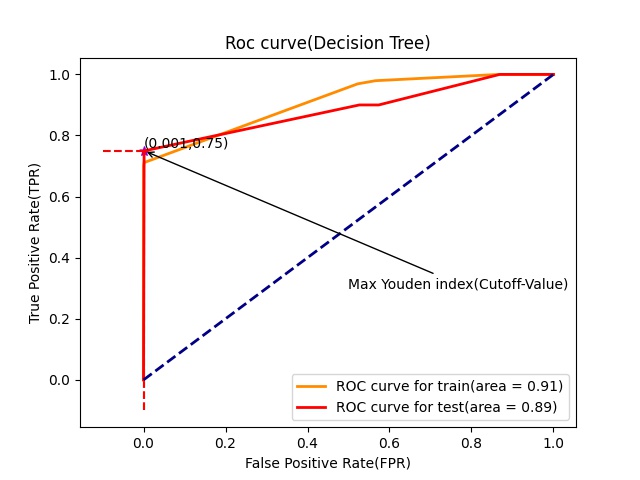 Roc curve(Decision Tree)
True Positive Rate(TPR)
1.0
0.8
0.6
0.4
0.2
0.0
(0.001,0.75)
Max Youden index(Cutoff-Value)
ROC curve for train(area = 0.91)
ROC curve for test(area = 0.89)
0.0 0.2 0.4 0.6 0.8 1.0
False Positive Rate(FPR)